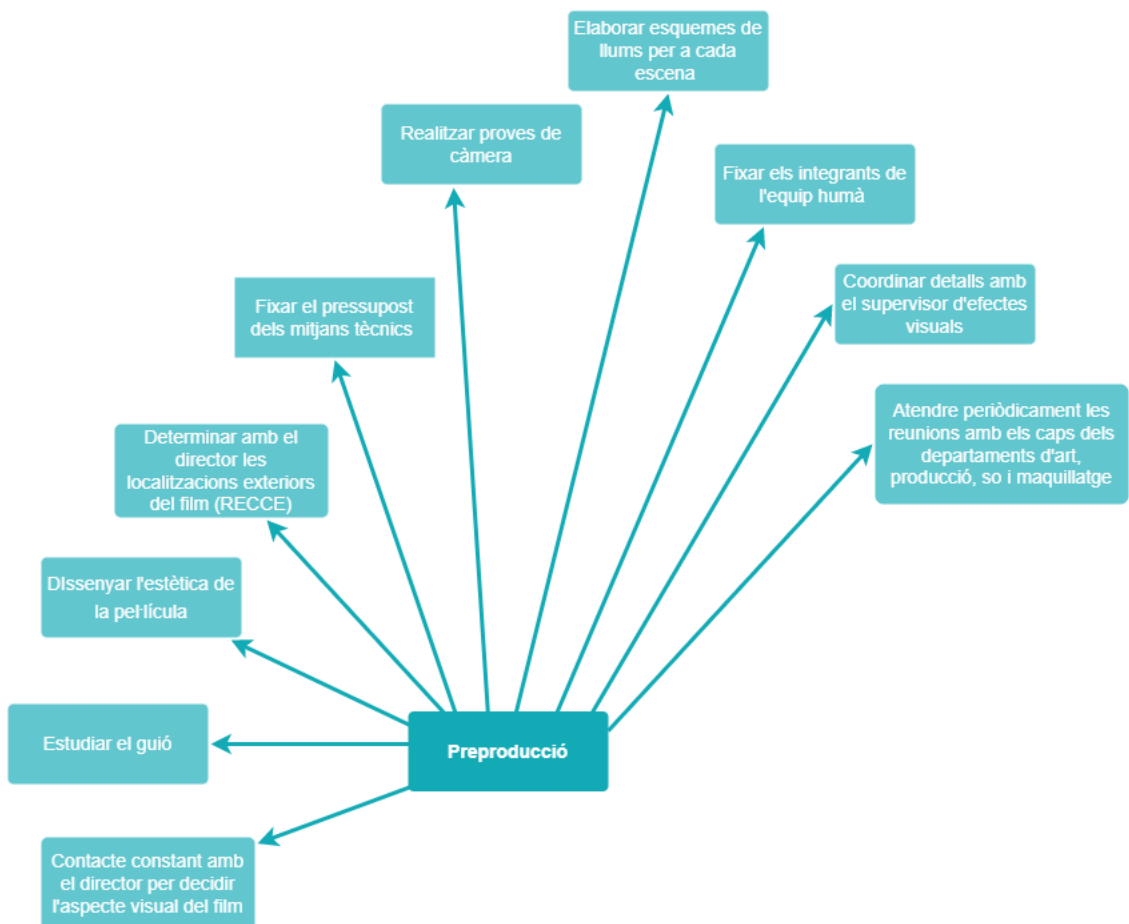 Elaborar esquemes de
llums per a cada
escena
Realitzar proves de
càmera
Fixar els integrants de
l'equip humà
Coordinar detalls amb
el supervisor d'efectes
visuals
Fixar el pressupost
dels mitjans tècnics
Atendre periòdicament les
reunions amb els caps dels
departaments d'art,
producció, so i maquillatge
Determinar amb el
director les
localitzacions exteriors
del film (RECCE)
DIssenyar l'estètica de
la pel·lícula
Estudiar el guió
Preproducció
Contacte constant amb
el director per decidir
l'aspecte visual del film